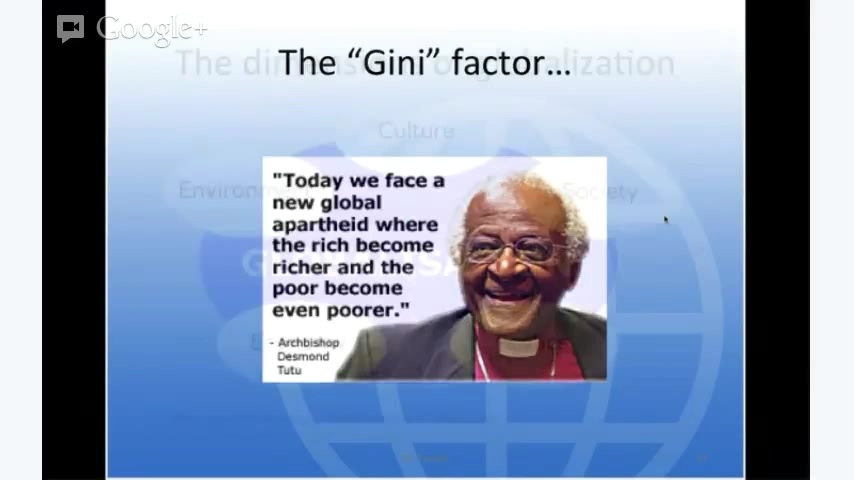 Google+
The dimensions of globalization
The “Gini” factor…
Culture
"Today we face a
new global
apartheid where
the rich become
richer and the
poor become
even poorer."
- Archbishop
Desmond
Tutu
Society